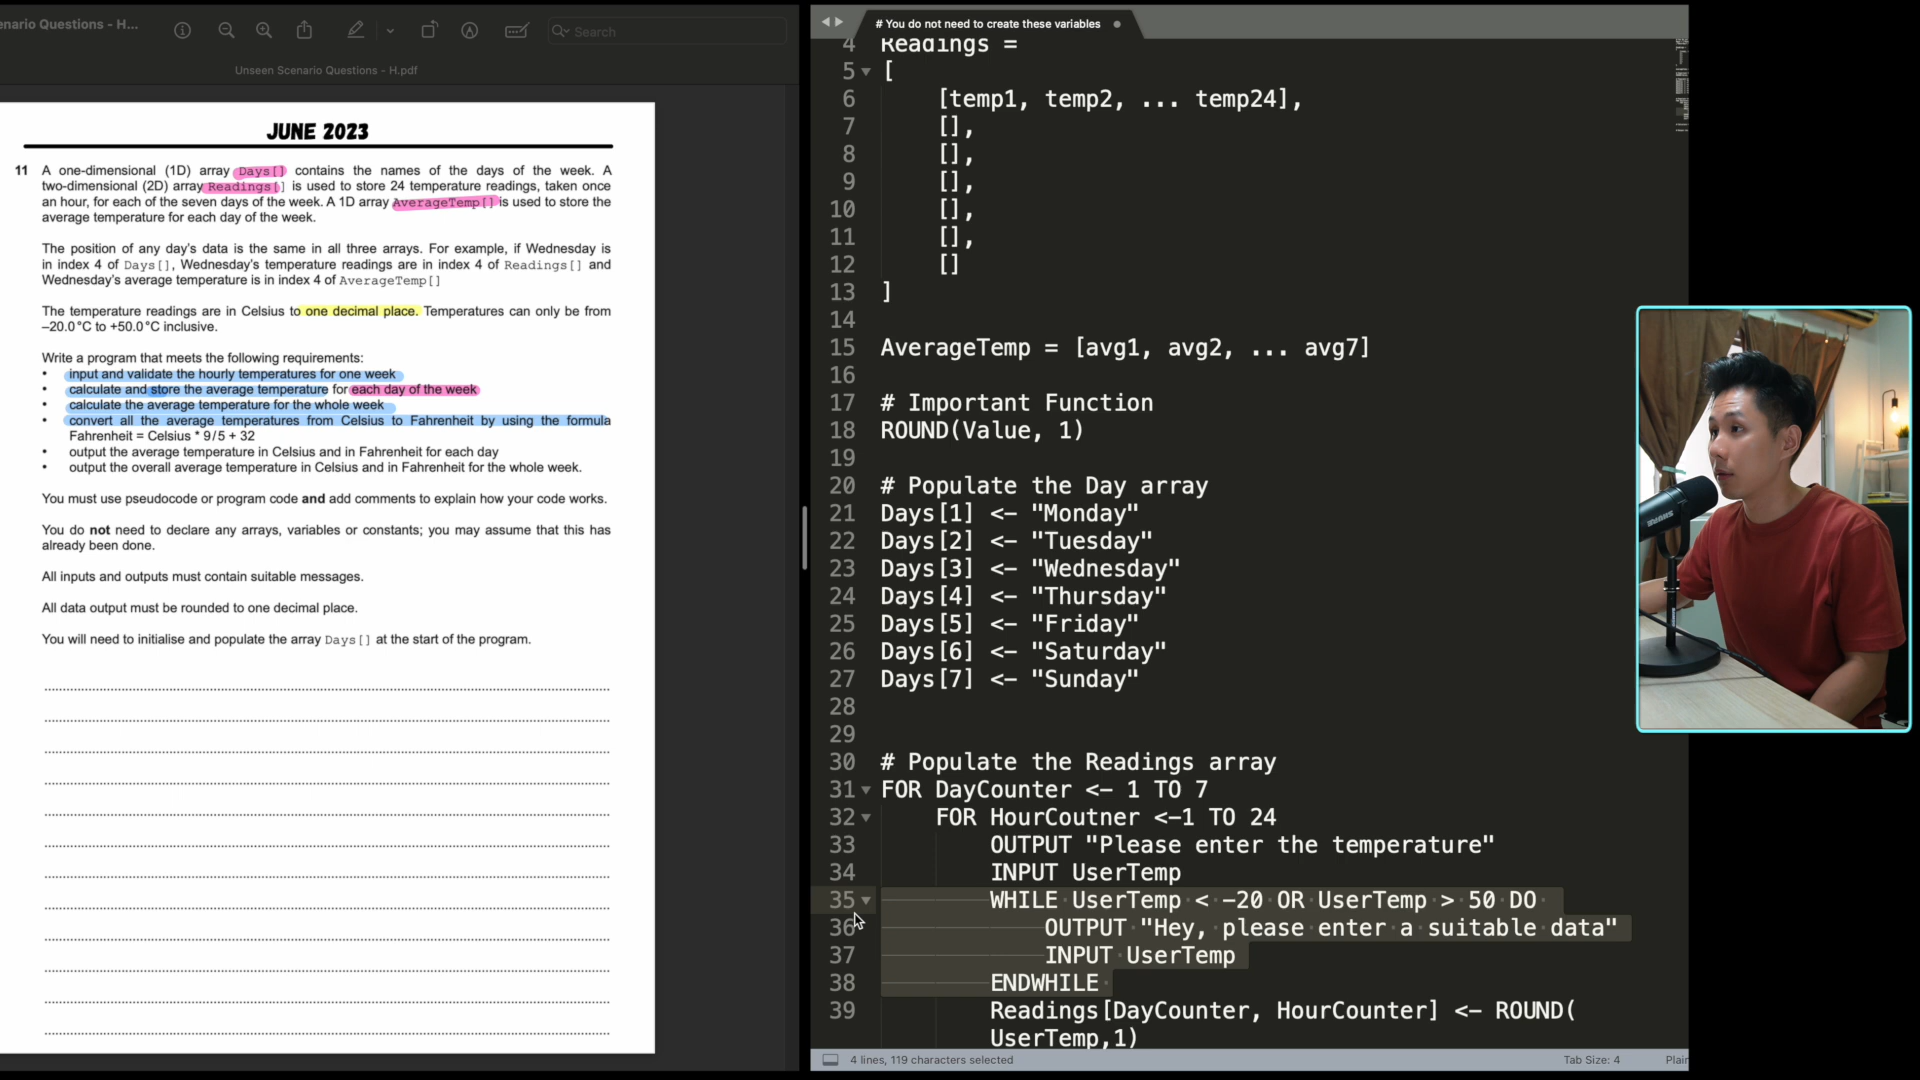 enario Questions - H...
Search
Unseen Scenario Questions - H.pdf
JUNE 2023
11 A one-dimensional (1D) array Days[] contains the names of the days of the week. A
two-dimensional (2D) array Readings[] is used to store 24 temperature readings, taken once
an hour, for each of the seven days of the week. A 1D array AverageTemp[] is used to store the
average temperature for each day of the week.
The position of any day's data is the same in all three arrays. For example, if Wednesday is
in index 4 of Days[], Wednesday's temperature readings are in index 4 of Readings[] and
Wednesday's average temperature is in index 4 of AverageTemp[]
The temperature readings are in Celsius to one decimal place. Temperatures can only be from
–20.0°C to +50.0°C inclusive.
Write a program that meets the following requirements:
• input and validate the hourly temperatures for one week
• calculate and store the average temperature for each day of the week
• calculate the average temperature for the whole week
• convert all the average temperatures from Celsius to Fahrenheit by using the formula
Fahrenheit = Celsius * 9/5 + 32
• output the average temperature in Celsius and in Fahrenheit for each day
• output the overall average temperature in Celsius and in Fahrenheit for the whole week.
You must use pseudocode or program code and add comments to explain how your code works.
You do not need to declare any arrays, variables or constants; you may assume that this has
already been done.
All inputs and outputs must contain suitable messages.
All data output must be rounded to one decimal place.
You will need to initialise and populate the array Days[] at the start of the program.
# You do not need to create these variables
4 Readings =
5 [
6 [temp1, temp2, ... temp24],
7 [],
8 [],
9 [],
10 [],
11 [],
12 []
13 ]
14
15 AverageTemp = [avg1, avg2, ... avg7]
16
17 # Important Function
18 ROUND(Value, 1)
19
20 # Populate the Day array
21 Days[1] <- "Monday"
22 Days[2] <- "Tuesday"
23 Days[3] <- "Wednesday"
24 Days[4] <- "Thursday"
25 Days[5] <- "Friday"
26 Days[6] <- "Saturday"
27 Days[7] <- "Sunday"
28
29
30 # Populate the Readings array
31 FOR DayCounter <- 1 TO 7
32 FOR HourCoutner <-1 TO 24
33 OUTPUT "Please enter the temperature"
34 INPUT UserTemp
35 WHILE UserTemp < -20 OR UserTemp > 50 DO
36 OUTPUT "Hey, please enter a suitable data"
37 INPUT UserTemp
38 ENDWHILE
39 Readings[DayCounter, HourCounter] <- ROUND(
UserTemp,1)
4 lines, 119 characters selected
Tab Size: 4
Plain